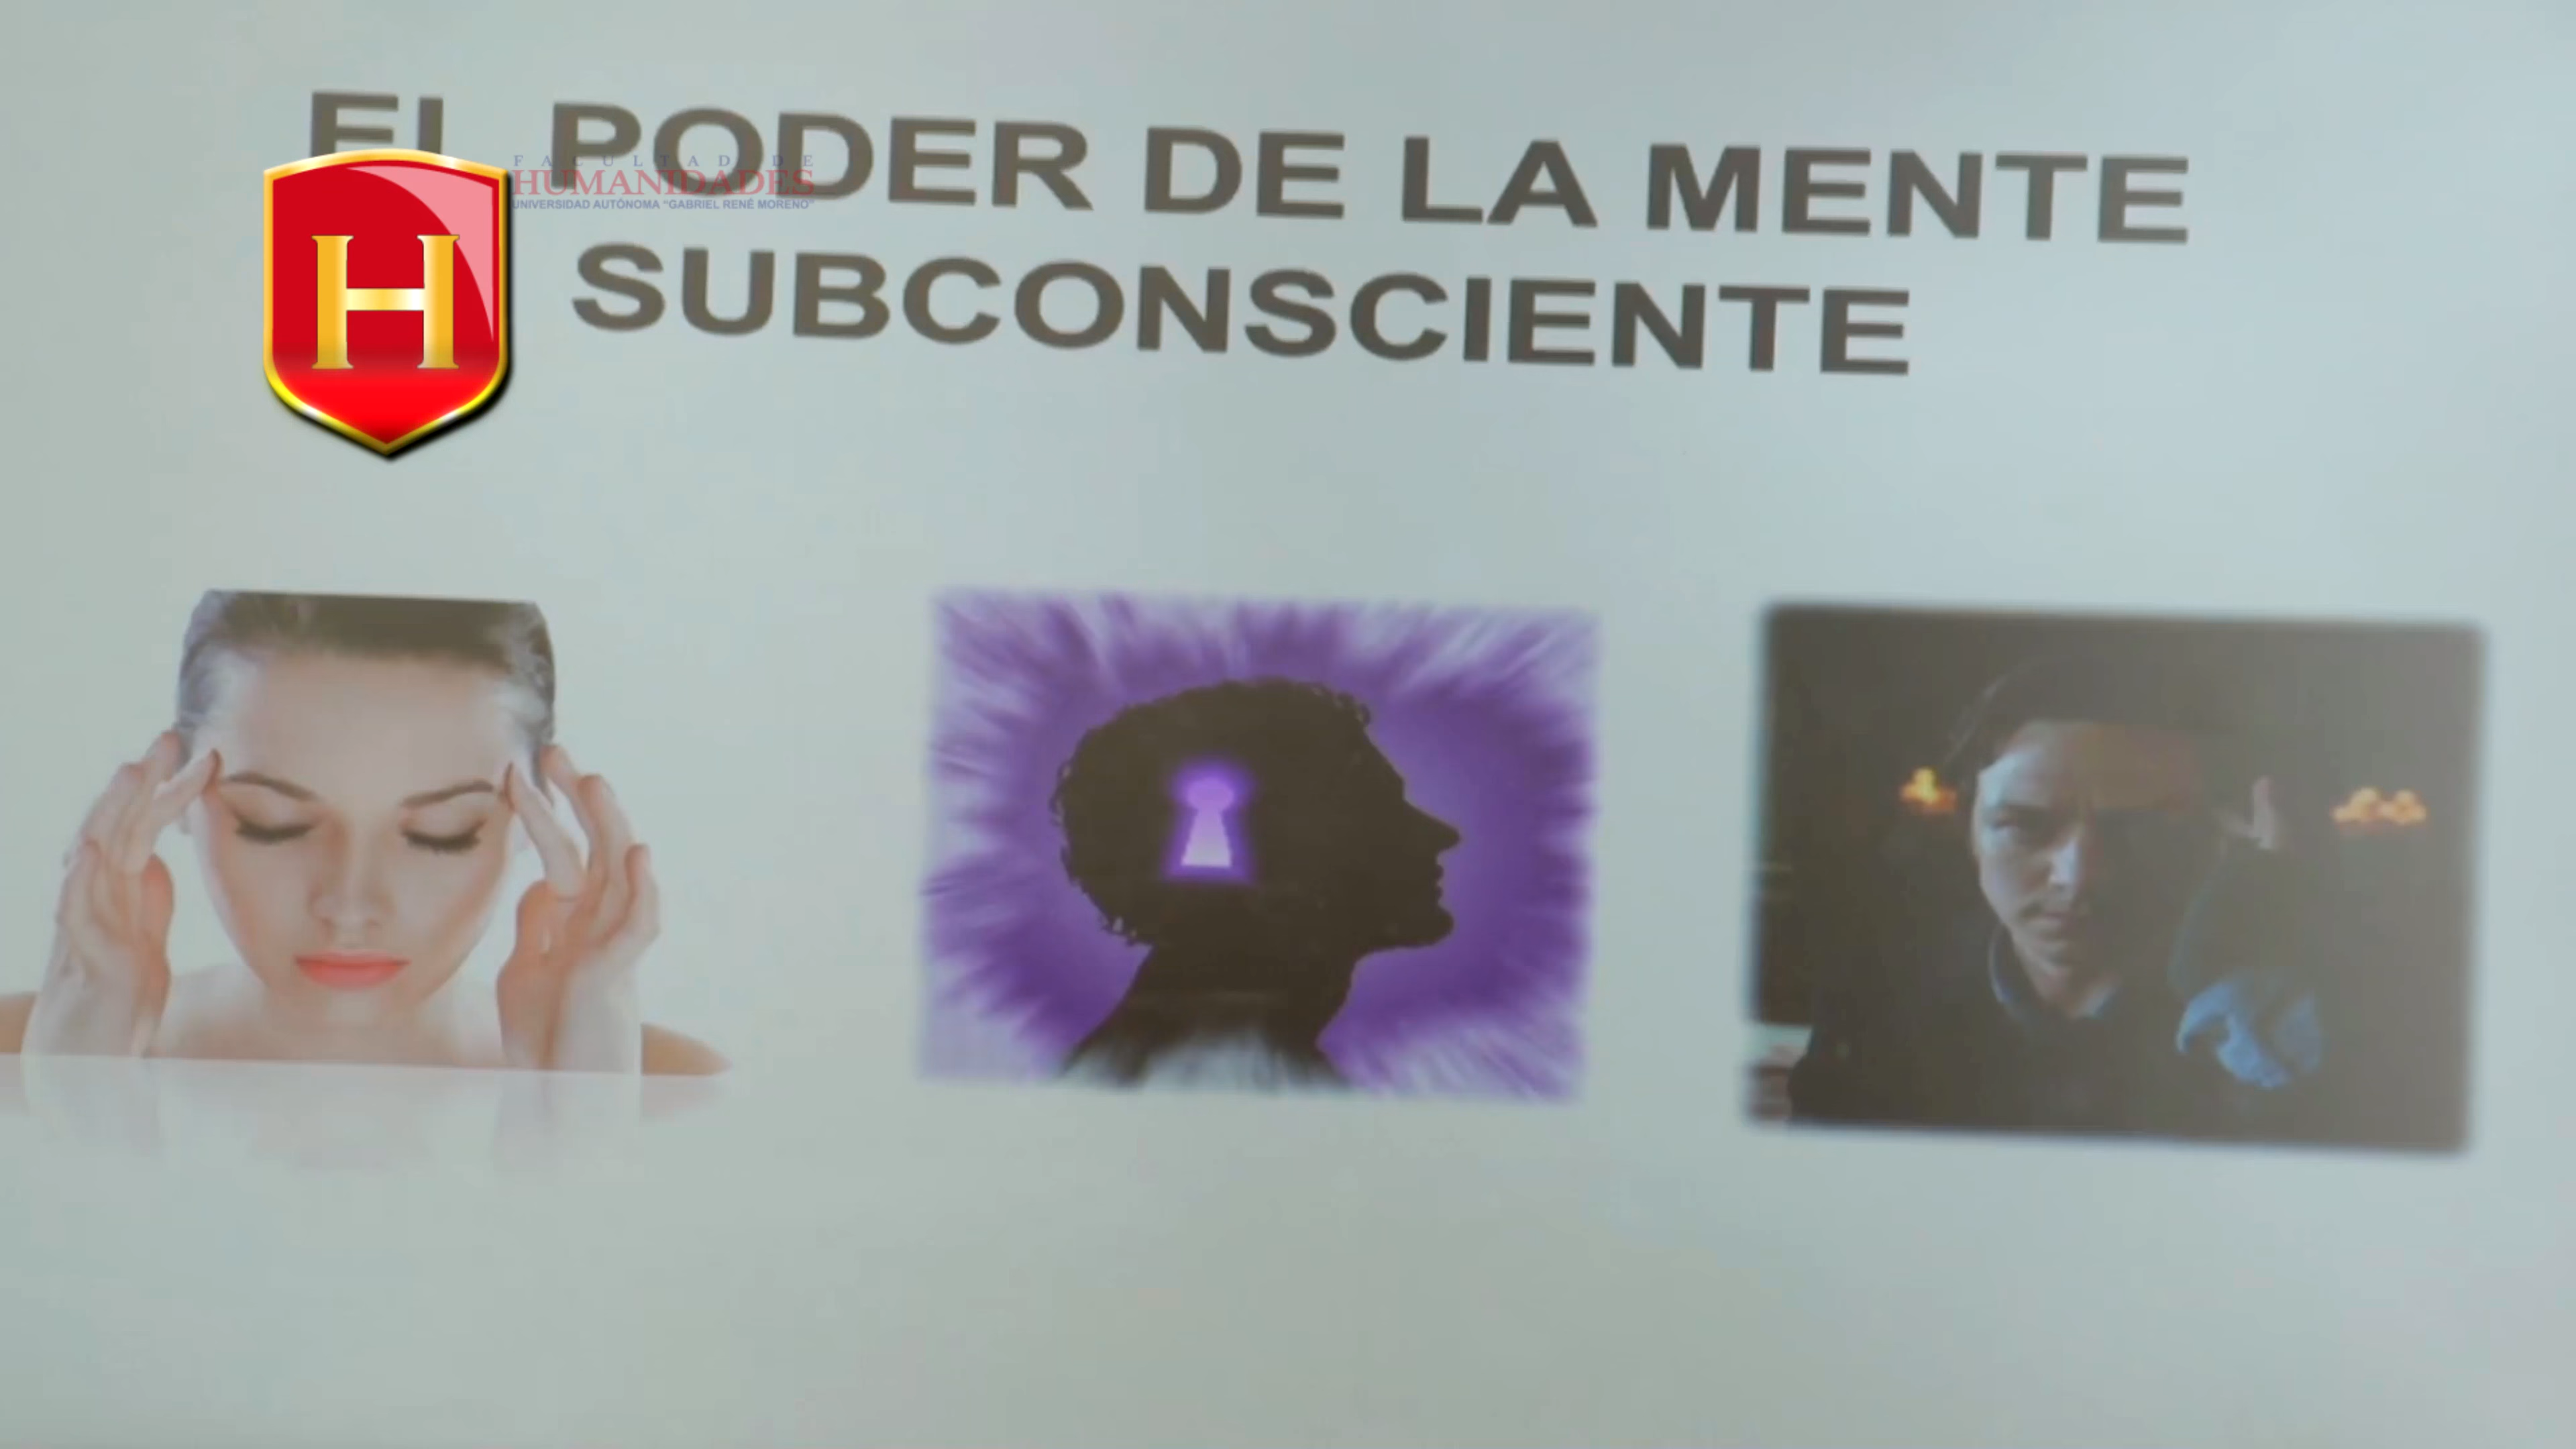 EL PODER DE LA MENTE
SUBCONSCIENTE
H
FACULTAD DE
HUMANIDADES
UNIVERSIDAD AUTÓNOMA "GABRIEL RENÉ MORENO"